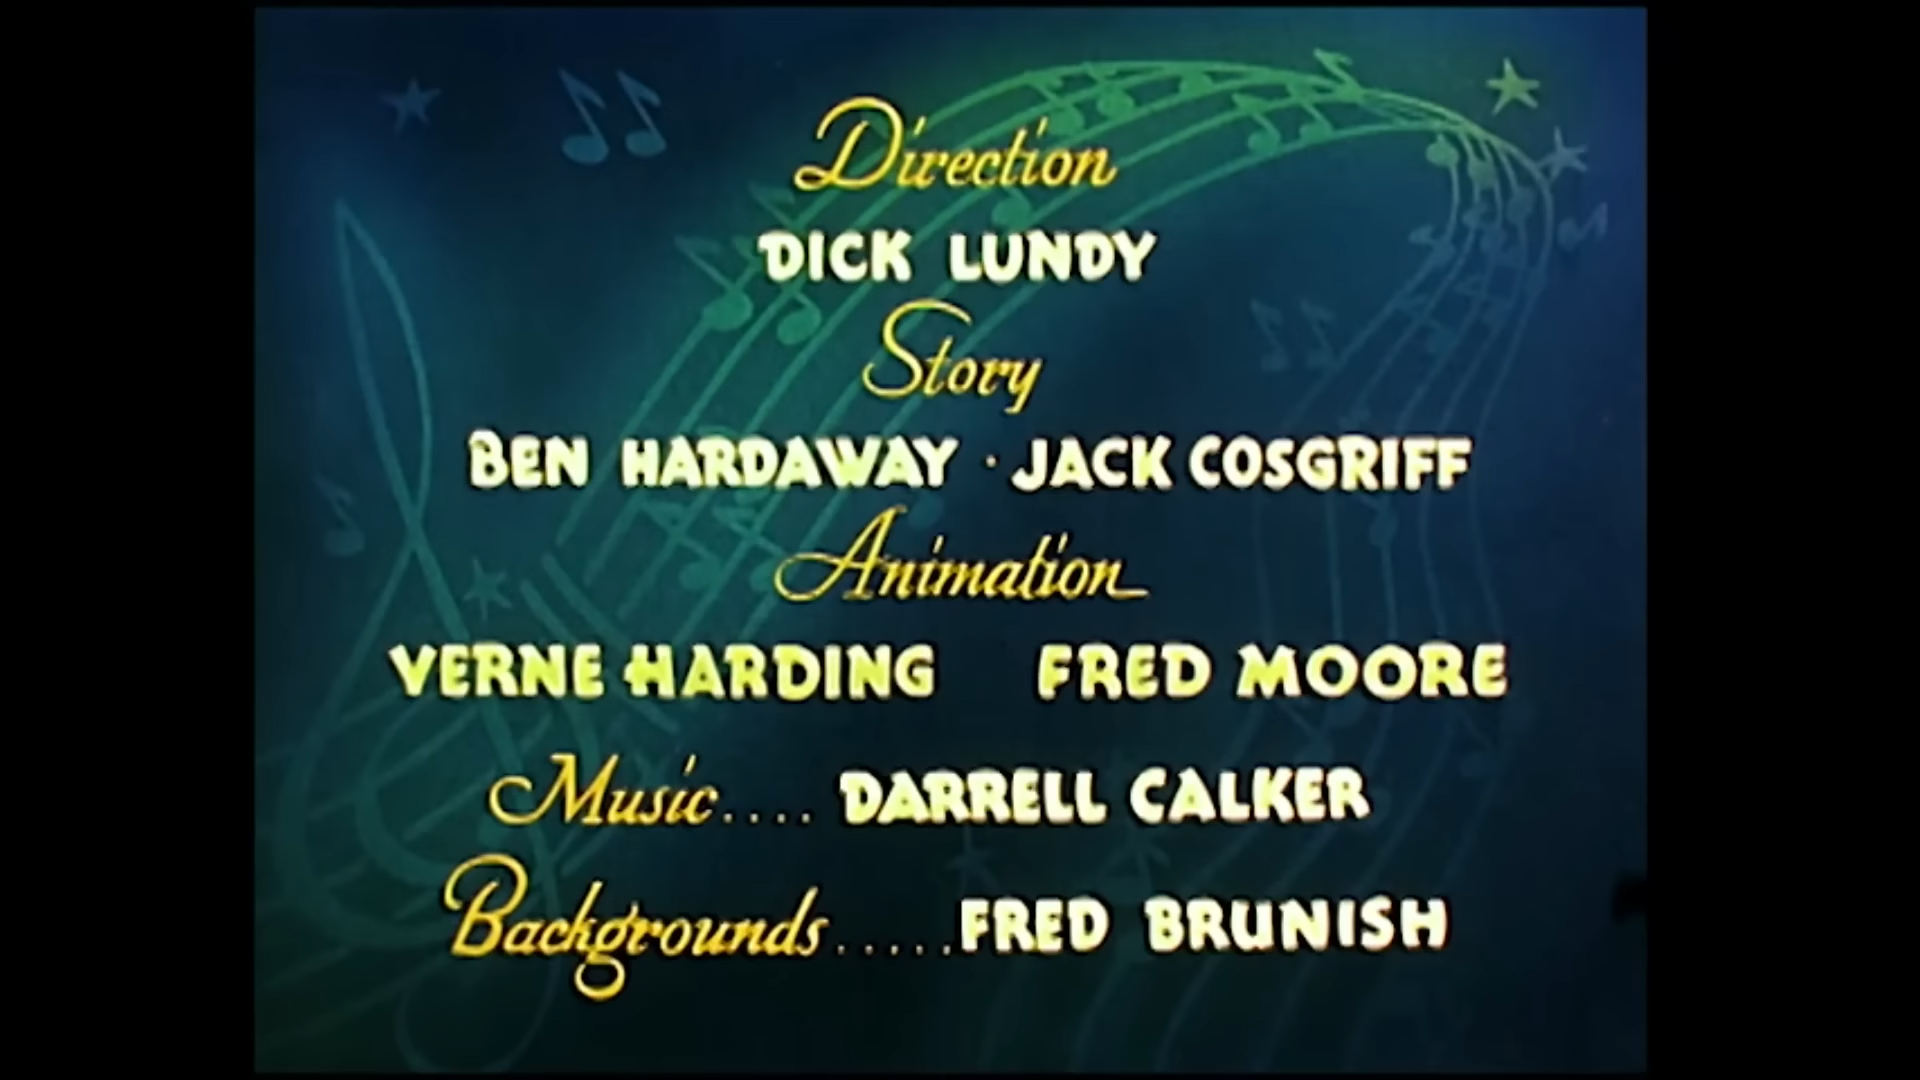 Direction
DICK LUNDY
Story
BEN HARDAWAY · JACK COSGRIFF
Animation
VERNE HARDING FRED MOORE
Music.... DARRELL CALKER
Backgrounds.....FRED BRUNISH